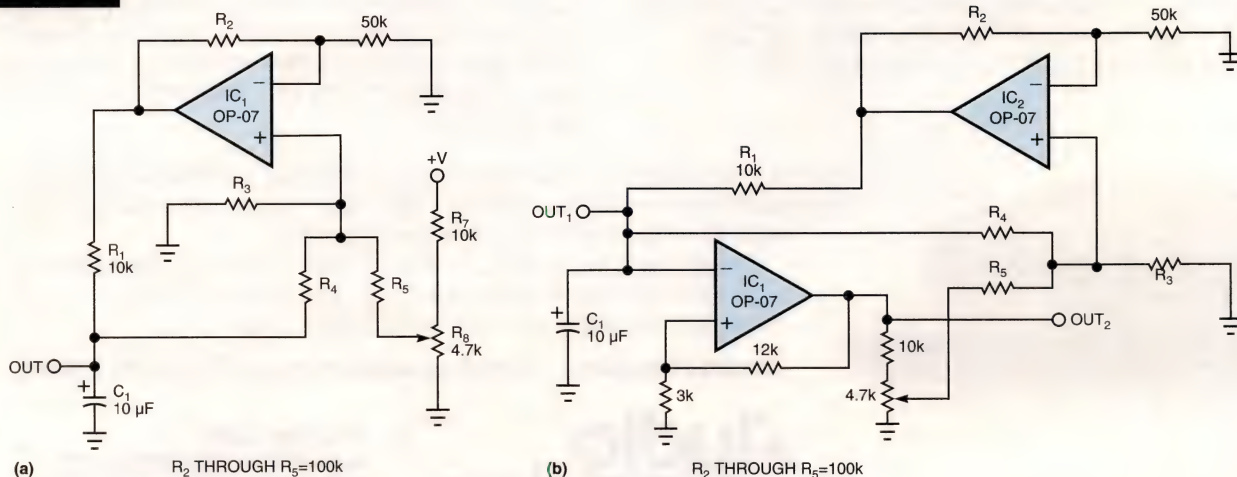 R2
50k
IC1
OP-07
−
+
R3
+V
R7
10k
R1
10k
R4
R5
R8
4.7k
OUT
+
C1
10 µF
(a)
R2 THROUGH R5=100k
R2
50k
IC2
OP-07
−
+
R1
10k
OUT1
R4
R5
R3
IC1
OP-07
−
+
OUT2
+
C1
10 µF
12k
10k
3k
4.7k
(b)
R2 THROUGH R5=100k